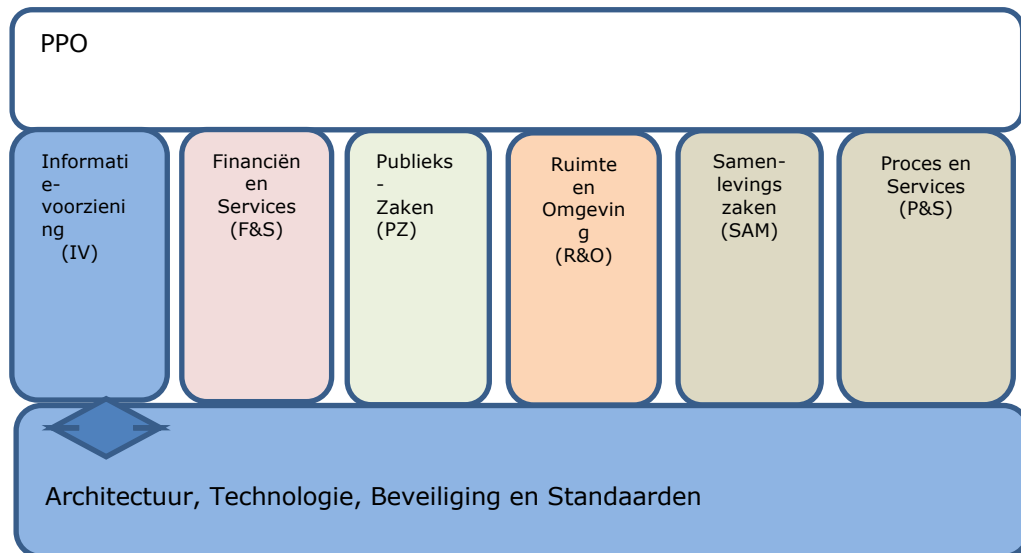 PPO
Informati
e-
voorzieni
ng
(IV)
Financiën
en
Services
(F&S)
Publieks
-
Zaken
(PZ)
Ruimte
en
Omgevin
g
(R&O)
Samen-
levings
zaken
(SAM)
Proces en
Services
(P&S)
Architectuur, Technologie, Beveiliging en Standaarden